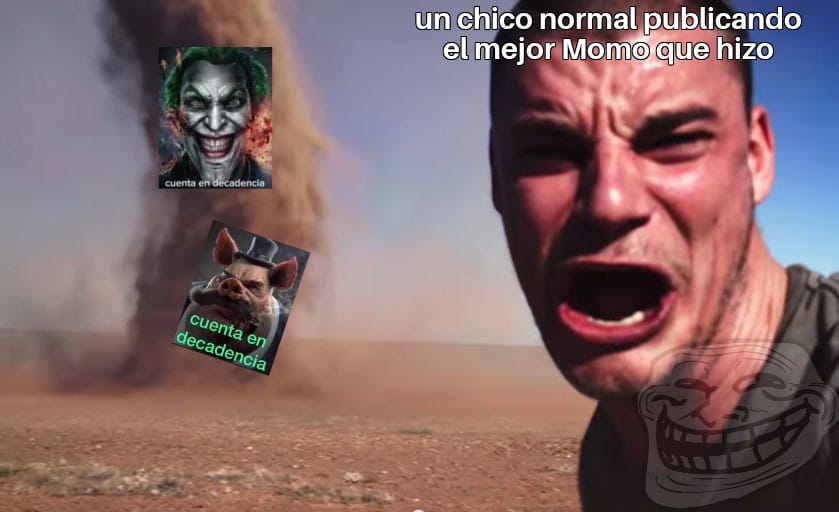 un chico normal publicando
el mejor Momo que hizo
cuenta en decadencia
cuenta en
decadencia